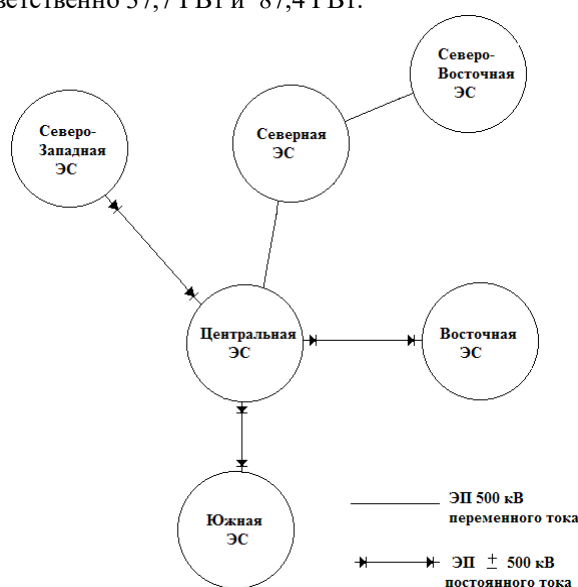 ветственно 57,7 ГВт и 87,4 ГВт.
Северо-
Восточная
ЭС
Северо-
Западная
ЭС
Северная
ЭС
Центральная
ЭС
Восточная
ЭС
Южная
ЭС
ЭП 500 кВ
переменного тока
ЭП ± 500 кВ
постоянного тока